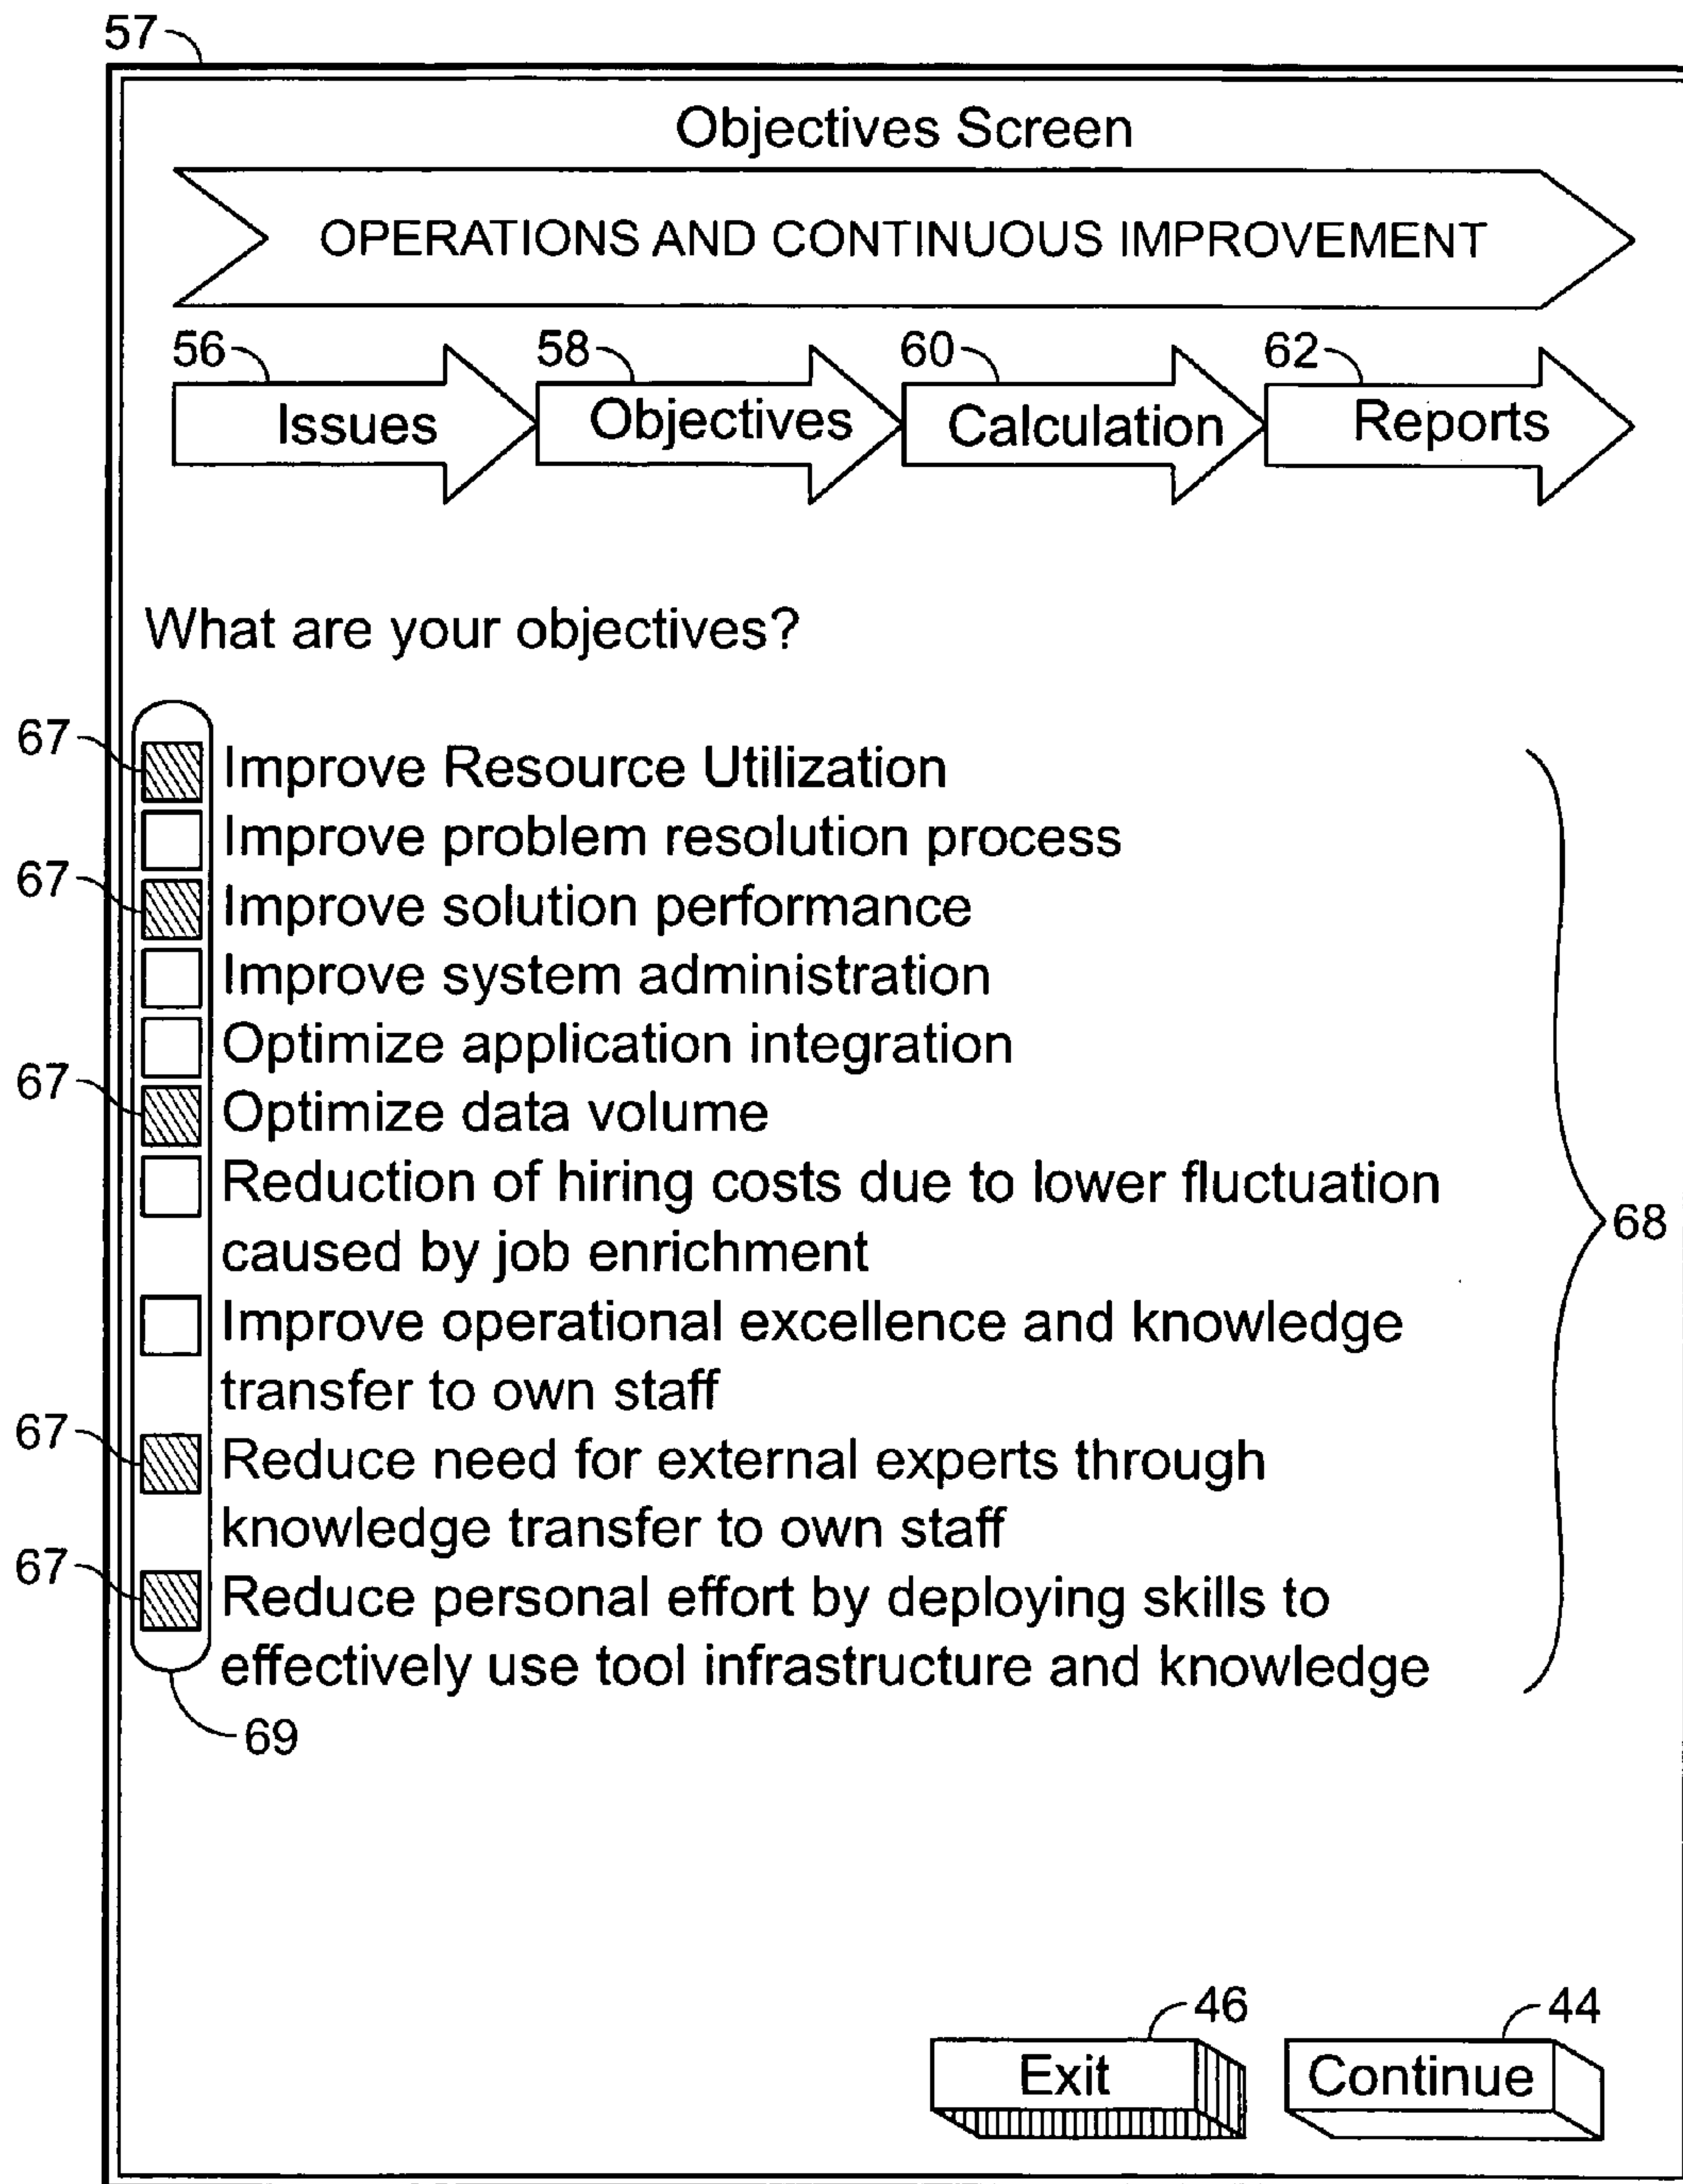 57
Objectives Screen
OPERATIONS AND CONTINUOUS IMPROVEMENT
56 58 60 62
Issues Objectives Calculation Reports
What are your objectives?
67 Improve Resource Utilization
Improve problem resolution process
67 Improve solution performance
Improve system administration
Optimize application integration
67 Optimize data volume
Reduction of hiring costs due to lower fluctuation
caused by job enrichment
68
Improve operational excellence and knowledge
transfer to own staff
67 Reduce need for external experts through
knowledge transfer to own staff
67 Reduce personal effort by deploying skills to
effectively use tool infrastructure and knowledge
69
46 44
Exit Continue